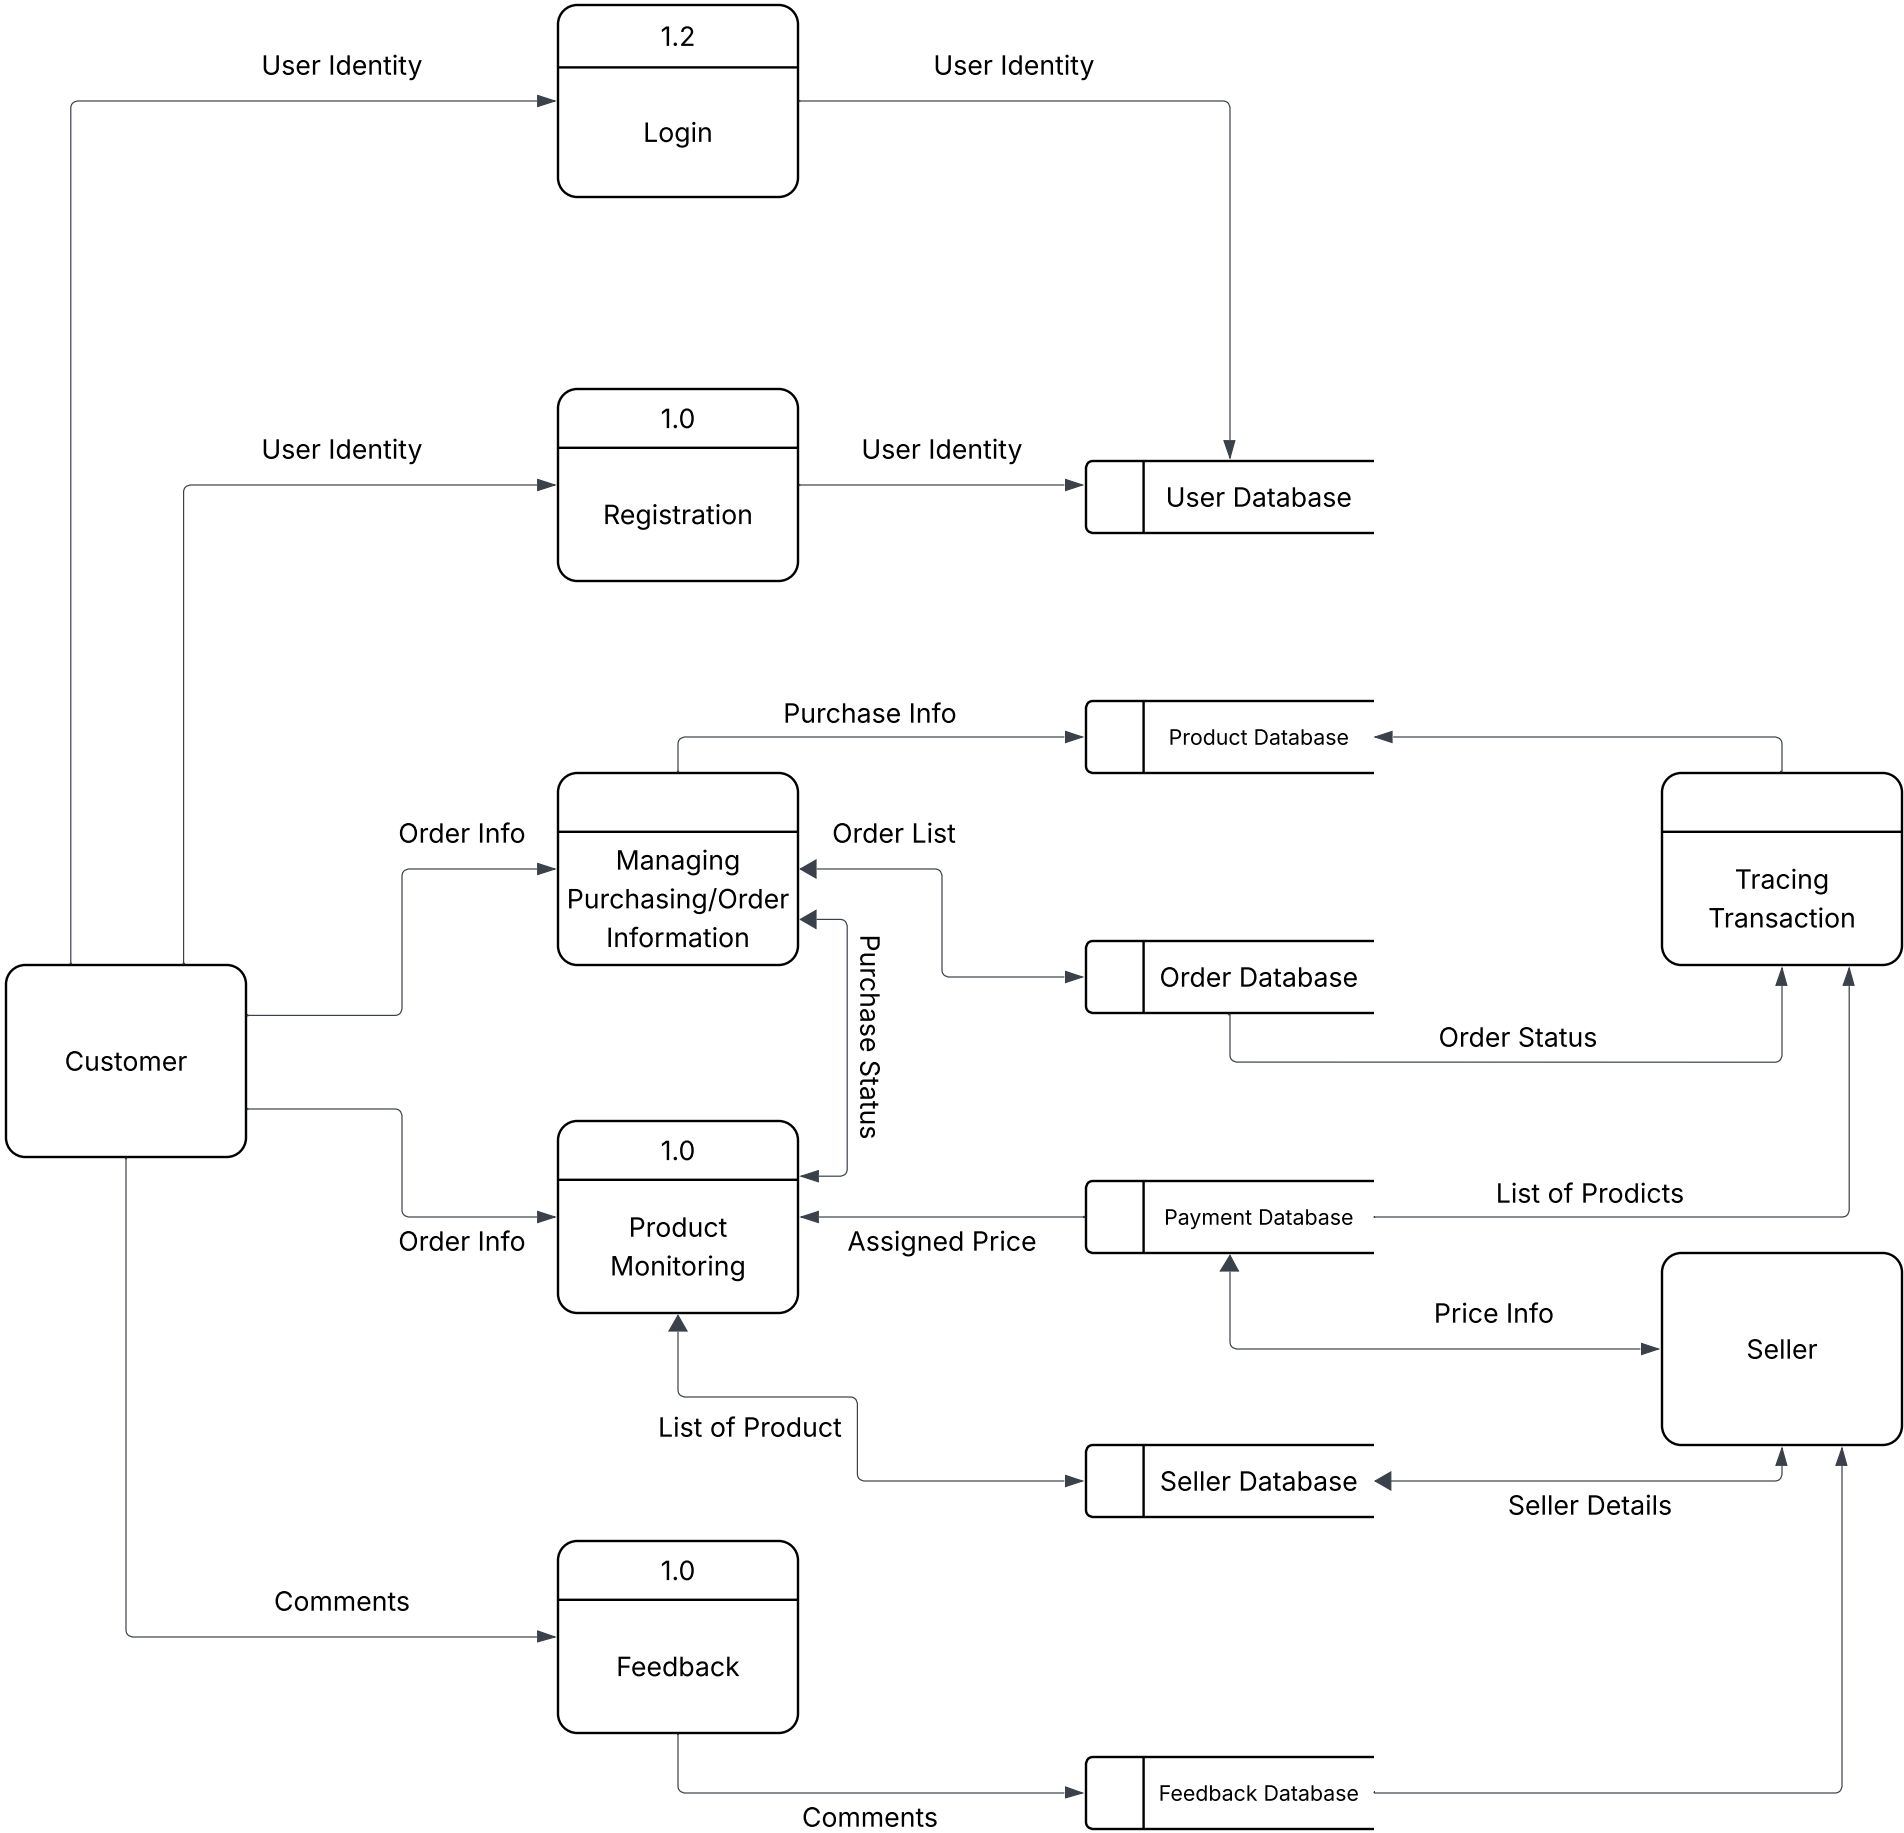 1.2
User Identity
User Identity
Login
1.0
User Identity
User Identity
Registration
User Database
Purchase Info
Product Database
Order Info
Order List
Managing
Purchasing/Order
Information
Tracing
Transaction
Purchase Status
Order Database
Order Status
Customer
1.0
Product
Monitoring
Order Info
Assigned Price
Payment Database
List of Prodicts
Price Info
Seller
List of Product
Seller Database
Seller Details
1.0
Comments
Feedback
Feedback Database
Comments